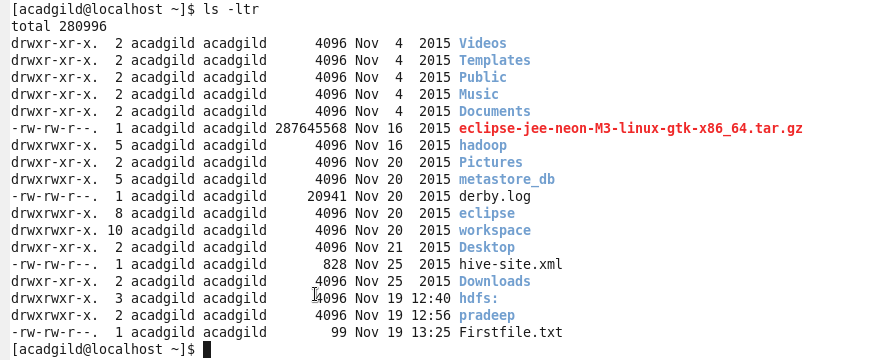 [acadgild@localhost ~]$ ls -ltr
total 280996
drwxr-xr-x.  2 acadgild acadgild      4096 Nov  4  2015 Videos
drwxr-xr-x.  2 acadgild acadgild      4096 Nov  4  2015 Templates
drwxr-xr-x.  2 acadgild acadgild      4096 Nov  4  2015 Public
drwxr-xr-x.  2 acadgild acadgild      4096 Nov  4  2015 Music
drwxr-xr-x.  2 acadgild acadgild      4096 Nov  4  2015 Documents
-rw-rw-r--.  1 acadgild acadgild 287645568 Nov 16  2015 eclipse-jee-neon-M3-linux-gtk-x86_64.tar.gz
drwxrwxr-x.  5 acadgild acadgild      4096 Nov 16  2015 hadoop
drwxr-xr-x.  2 acadgild acadgild      4096 Nov 20  2015 Pictures
drwxrwxr-x.  5 acadgild acadgild      4096 Nov 20  2015 metastore_db
-rw-rw-r--.  1 acadgild acadgild     20941 Nov 20  2015 derby.log
drwxrwxr-x.  8 acadgild acadgild      4096 Nov 20  2015 eclipse
drwxrwxr-x. 10 acadgild acadgild      4096 Nov 20  2015 workspace
drwxr-xr-x.  2 acadgild acadgild      4096 Nov 21  2015 Desktop
-rw-rw-r--.  1 acadgild acadgild       828 Nov 25  2015 hive-site.xml
drwxr-xr-x.  2 acadgild acadgild      4096 Nov 25  2015 Downloads
drwxrwxr-x.  3 acadgild acadgild      4096 Nov 19 12:40 hdfs:
drwxrwxr-x.  2 acadgild acadgild      4096 Nov 19 12:56 pradeep
-rw-rw-r--.  1 acadgild acadgild        99 Nov 19 13:25 Firstfile.txt
[acadgild@localhost ~]$